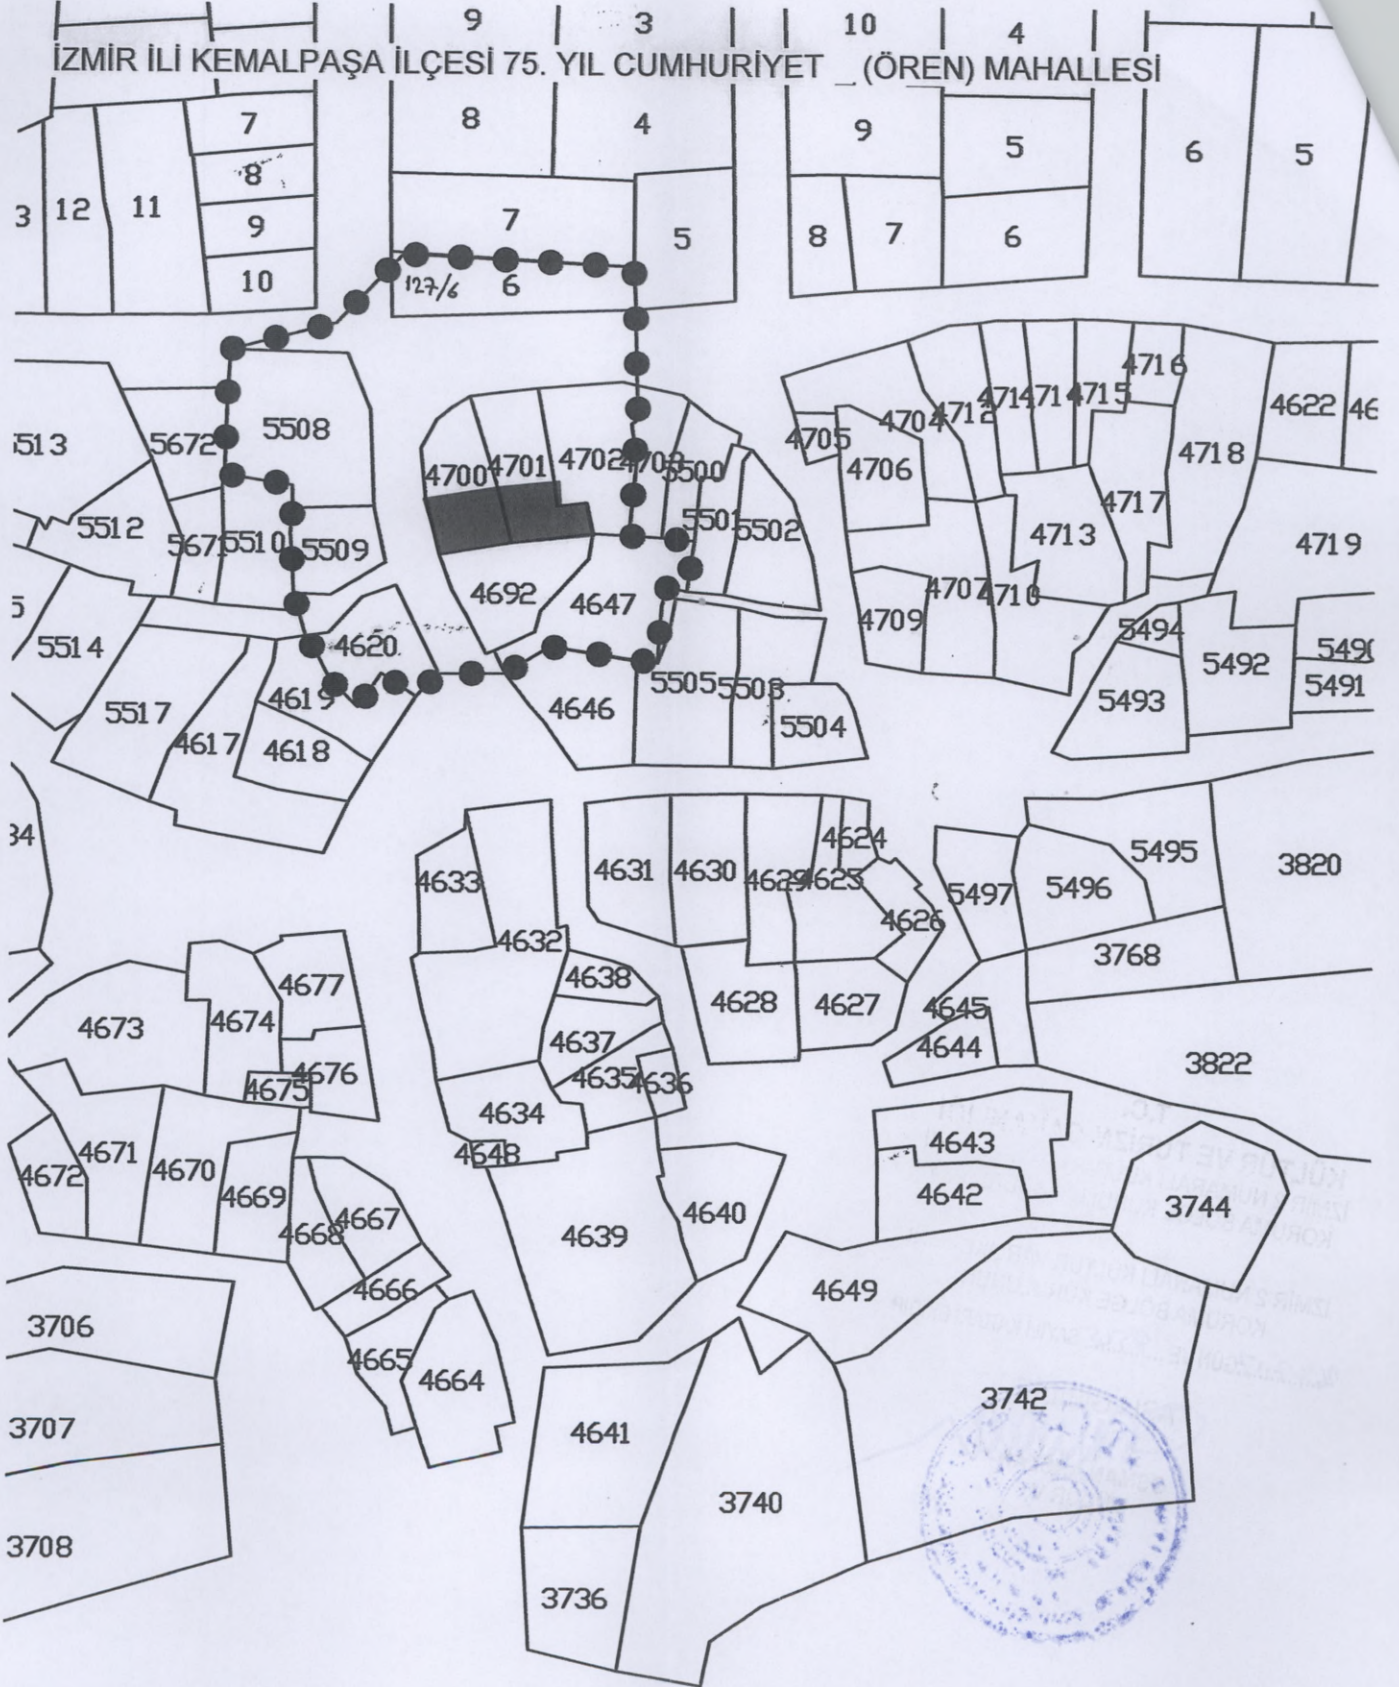 9 3 10 4
İZMİR İLİ KEMALPAŞA İLÇESİ 75. YIL CUMHURİYET _ (ÖREN) MAHALLESİ
7 8 4 9 5 6 5
8
3 12 11 9 7 5 8 7 6
10 127/6 6
4716
5508 4704 4712 4714 4715 4622 46
5672 4705 4718
4700 4701 4702 4703 5500 4706
5512 5671 5510 5509 5501 5502 4713 4717 4719
4692 4647 4709 4707 4710
5514 4620 5494 5492
5517 4619 4646 5505 5503 5493 5491
4617 4618 5504
34 4633 4631 4630 4629 4625 4624 5497 5496 5495 3820
4632 4626
4638 3768
4677 4628 4627 4645
4673 4674 4637 4644
4676 4635 4636 3822
4675 4634
4671 4648 4643
4672 4670 4669 4642 3744
4668 4667 4639 4640
4666 4649
3706
4665 4664 3742
3707 4641
3740
3708
3736
T.C.
KÜLTÜR VE TURİZM